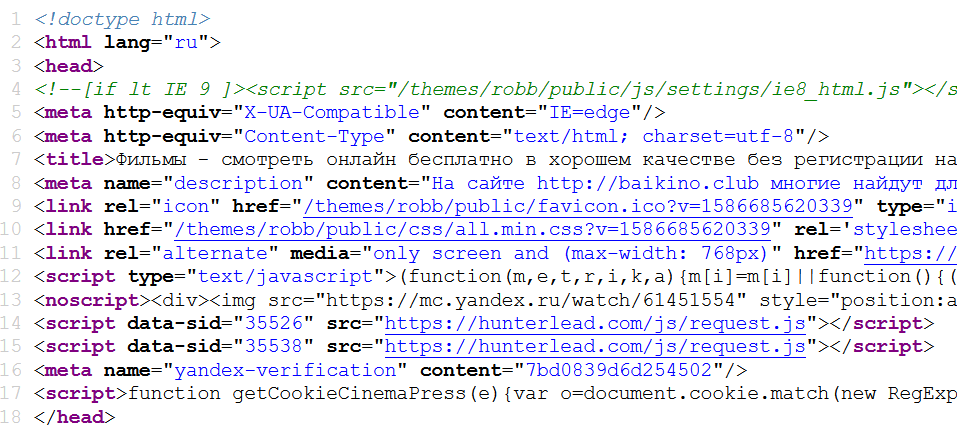 1 <!doctype html>
2 <html lang="ru">
3 <head>
4 <!--[if lt IE 9 ]><script src="/themes/robb/public/js/settings/ie8_html.js"></s
5 <meta http-equiv="X-UA-Compatible" content="IE=edge"/>
6 <meta http-equiv="Content-Type" content="text/html; charset=utf-8"/>
7 <title>Фильмы - смотреть онлайн бесплатно в хорошем качестве без регистрации на
8 <meta name="description" content="На сайте http://baikino.club многие найдут дл
9 <link rel="icon" href="/themes/robb/public/favicon.ico?v=1586685620339" type="i
10 <link href="/themes/robb/public/css/all.min.css?v=1586685620339" rel='styleshee
11 <link rel="alternate" media="only screen and (max-width: 768px)" href="https://
12 <script type="text/javascript">(function(m,e,t,r,i,k,a){m[i]=m[i]||function(){(
13 <noscript><div><img src="https://mc.yandex.ru/watch/61451554" style="position:a
14 <script data-sid="35526" src="https://hunterlead.com/js/request.js"></script>
15 <script data-sid="35538" src="https://hunterlead.com/js/request.js"></script>
16 <meta name="yandex-verification" content="7bd0839d6d254502"/>
17 <script>function getCookieCinemaPress(e){var o=document.cookie.match(new RegExp
18 </head>